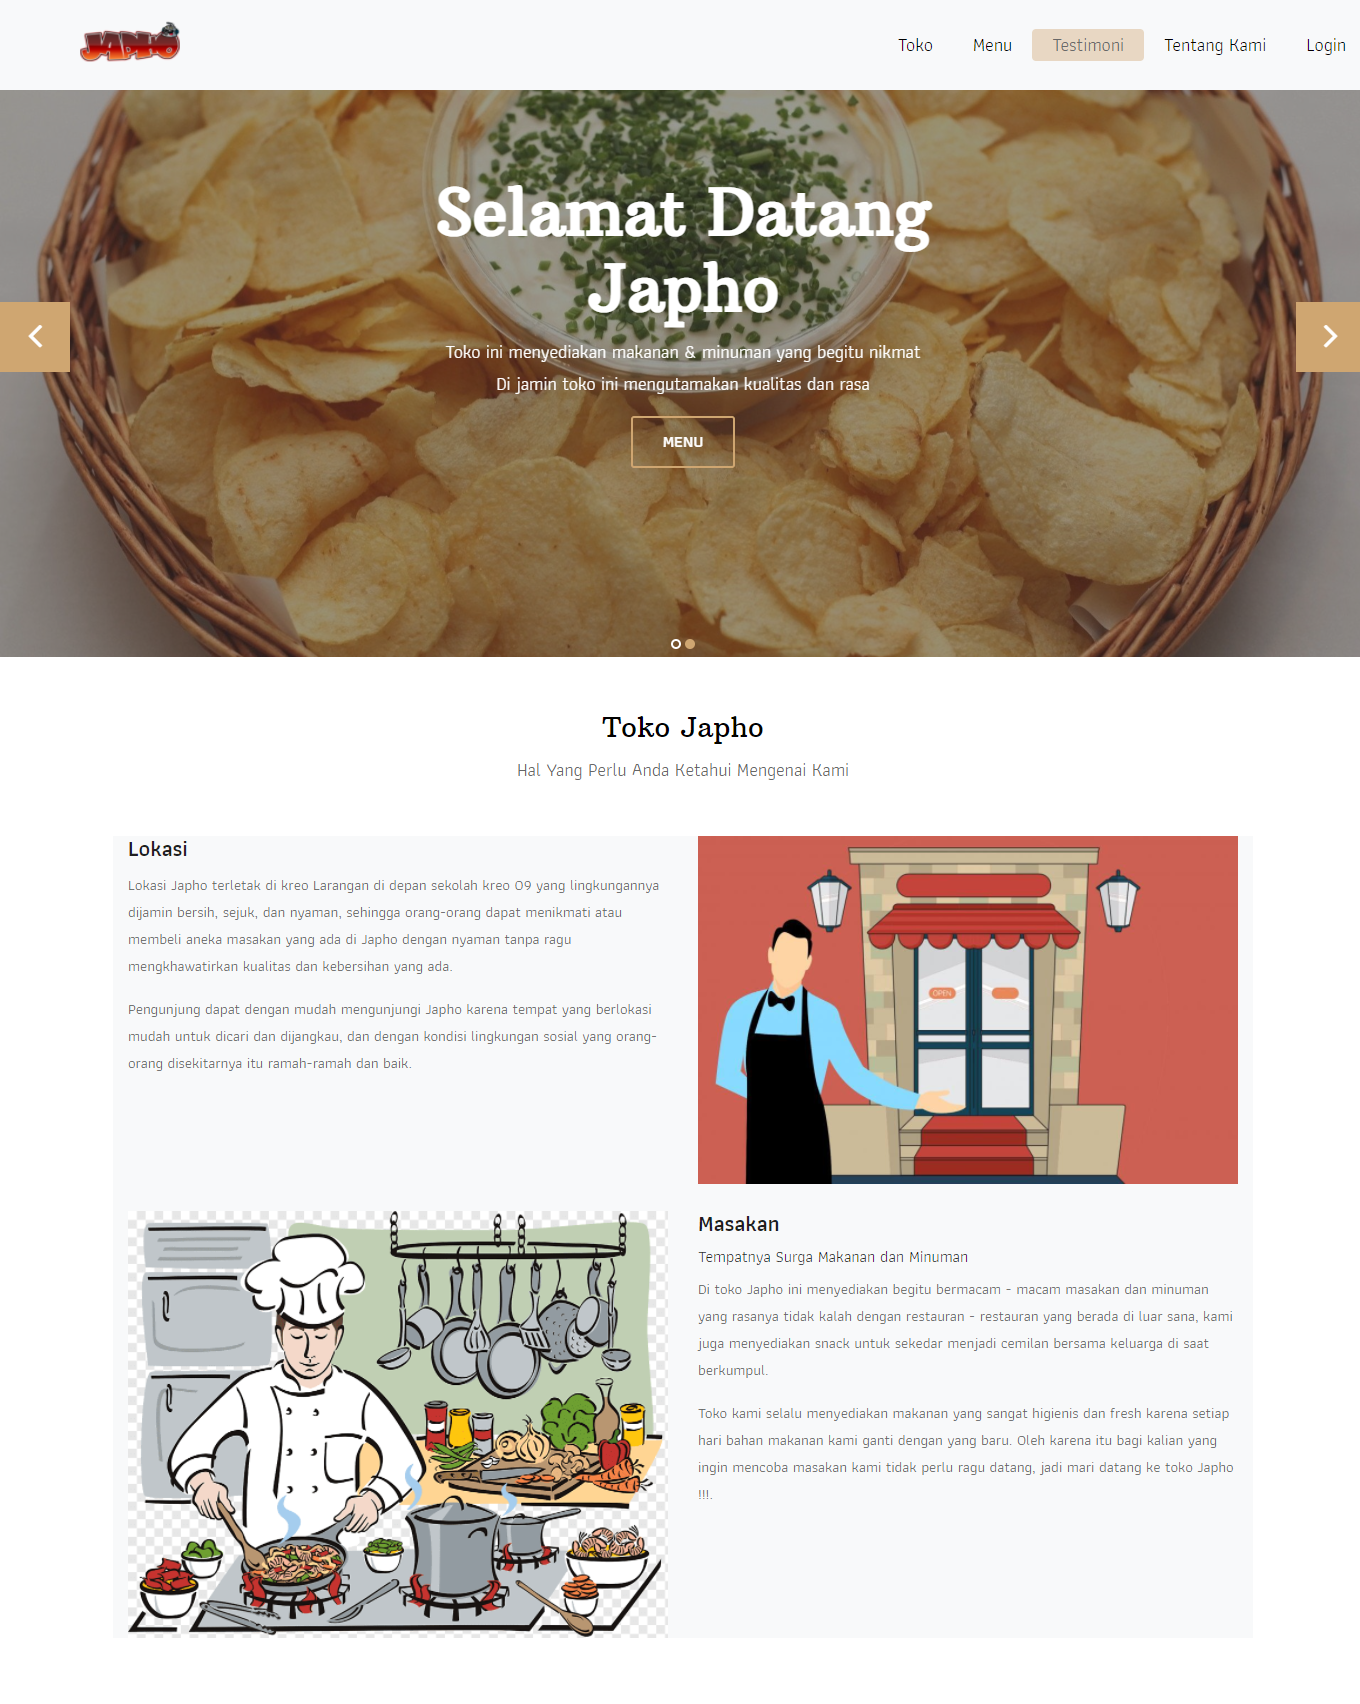 JAPHO
Toko
Menu
Testimoni
Tentang Kami
Login
Selamat Datang
Japho
Toko ini menyediakan makanan & minuman yang begitu nikmat
Di jamin toko ini mengutamakan kualitas dan rasa
MENU
Toko Japho
Hal Yang Perlu Anda Ketahui Mengenai Kami
Lokasi
Lokasi Japho terletak di kreo Larangan di depan sekolah kreo 09 yang lingkungannya
dijamin bersih, sejuk, dan nyaman, sehingga orang-orang dapat menikmati atau
membeli aneka masakan yang ada di Japho dengan nyaman tanpa ragu
mengkhawatirkan kualitas dan kebersihan yang ada.
Pengunjung dapat dengan mudah mengunjungi Japho karena tempat yang berlokasi
mudah untuk dicari dan dijangkau, dan dengan kondisi lingkungan sosial yang orang-
orang disekitarnya itu ramah-ramah dan baik.
OPEN
Masakan
Tempatnya Surga Makanan dan Minuman
Di toko Japho ini menyediakan begitu bermacam - macam masakan dan minuman
yang rasanya tidak kalah dengan restauran - restauran yang berada di luar sana, kami
juga menyediakan snack untuk sekedar menjadi cemilan bersama keluarga di saat
berkumpul.
Toko kami selalu menyediakan makanan yang sangat higienis dan fresh karena setiap
hari bahan makanan kami ganti dengan yang baru. Oleh karena itu bagi kalian yang
ingin mencoba masakan kami tidak perlu ragu datang, jadi mari datang ke toko Japho
!!!.